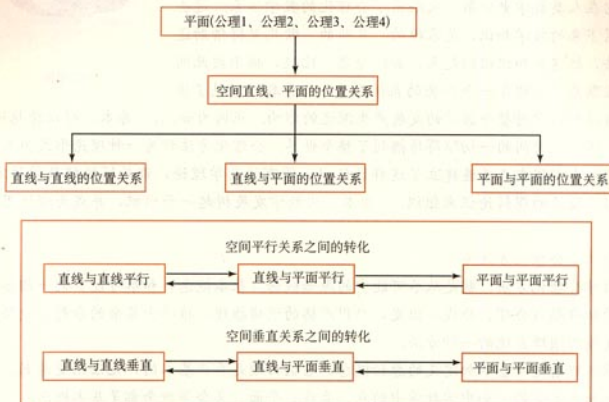 平面(公理1、公理2、公理3、公理4)
空间直线、平面的位置关系
直线与直线的位置关系 直线与平面的位置关系 平面与平面的位置关系
空间平行关系之间的转化
直线与直线平行 直线与平面平行 平面与平面平行
空间垂直关系之间的转化
直线与直线垂直 直线与平面垂直 平面与平面垂直